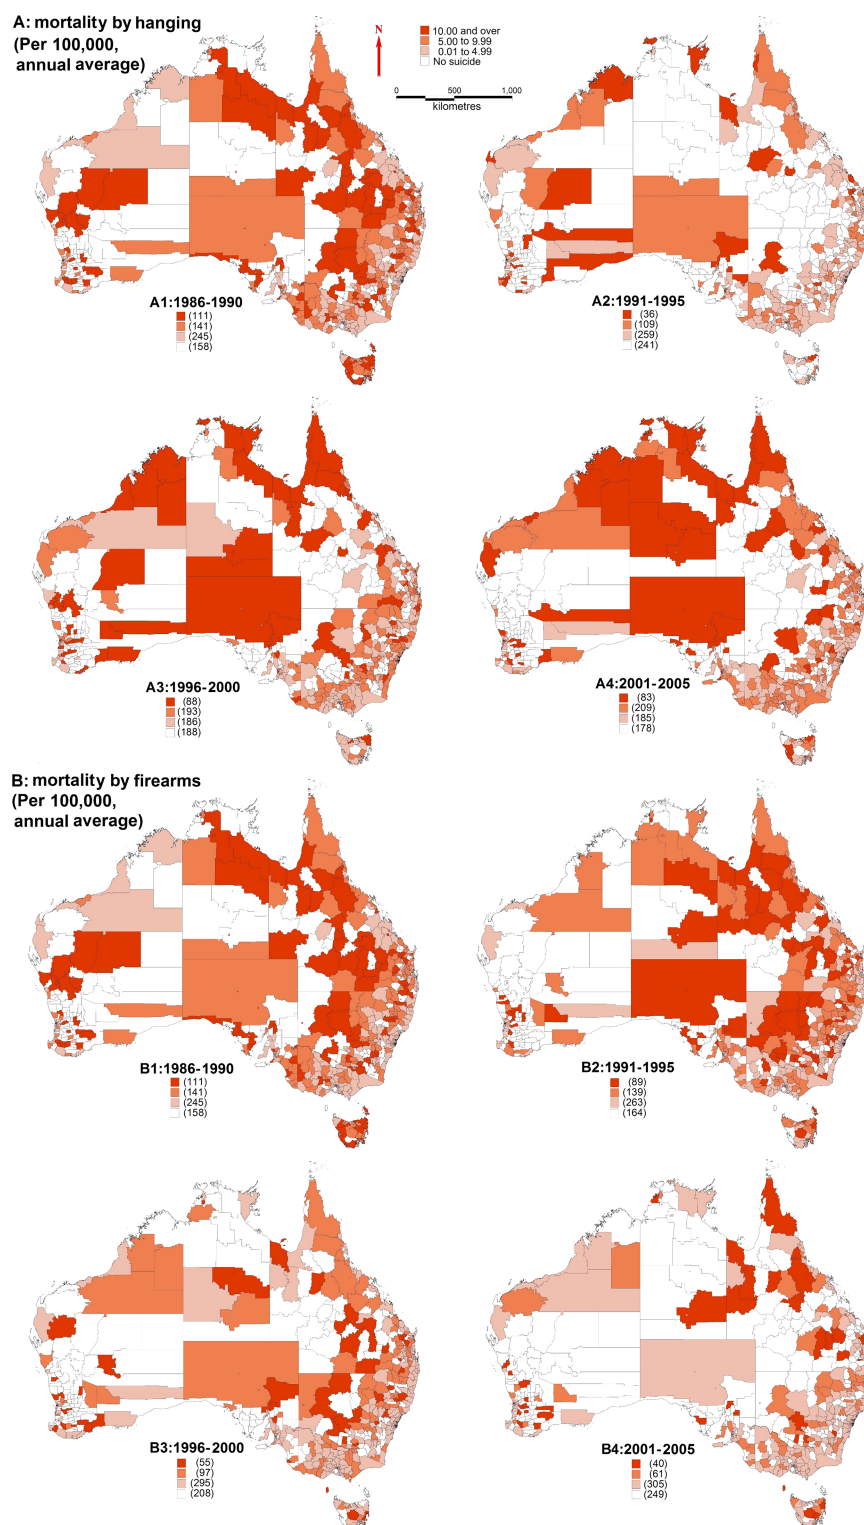 A: mortality by hanging
(Per 100,000,
annual average)
N
10.00 and over
5.00 to 9.99
0.01 to 4.99
No suicide
0 500 1,000
kilometres
A1:1986-1990
(111)
(141)
(245)
(158)
A2:1991-1995
(36)
(109)
(259)
(241)
A3:1996-2000
(88)
(193)
(186)
(188)
A4:2001-2005
(83)
(209)
(185)
(178)
B: mortality by firearms
(Per 100,000,
annual average)
B1:1986-1990
(111)
(141)
(245)
(158)
B2:1991-1995
(89)
(139)
(263)
(164)
B3:1996-2000
(55)
(97)
(295)
(208)
B4:2001-2005
(40)
(61)
(305)
(249)